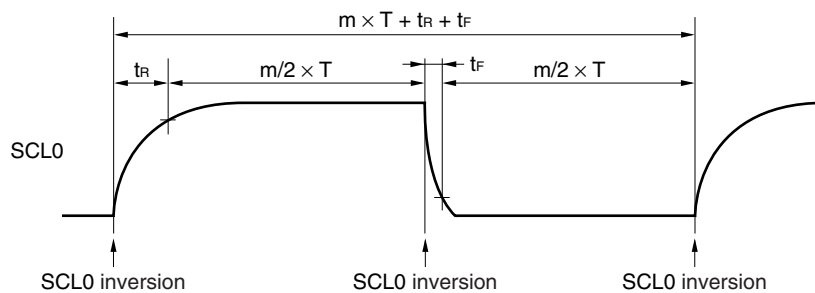 m × T + tR + tF
tR m/2 × T tF m/2 × T
SCL0
SCL0 inversion SCL0 inversion SCL0 inversion